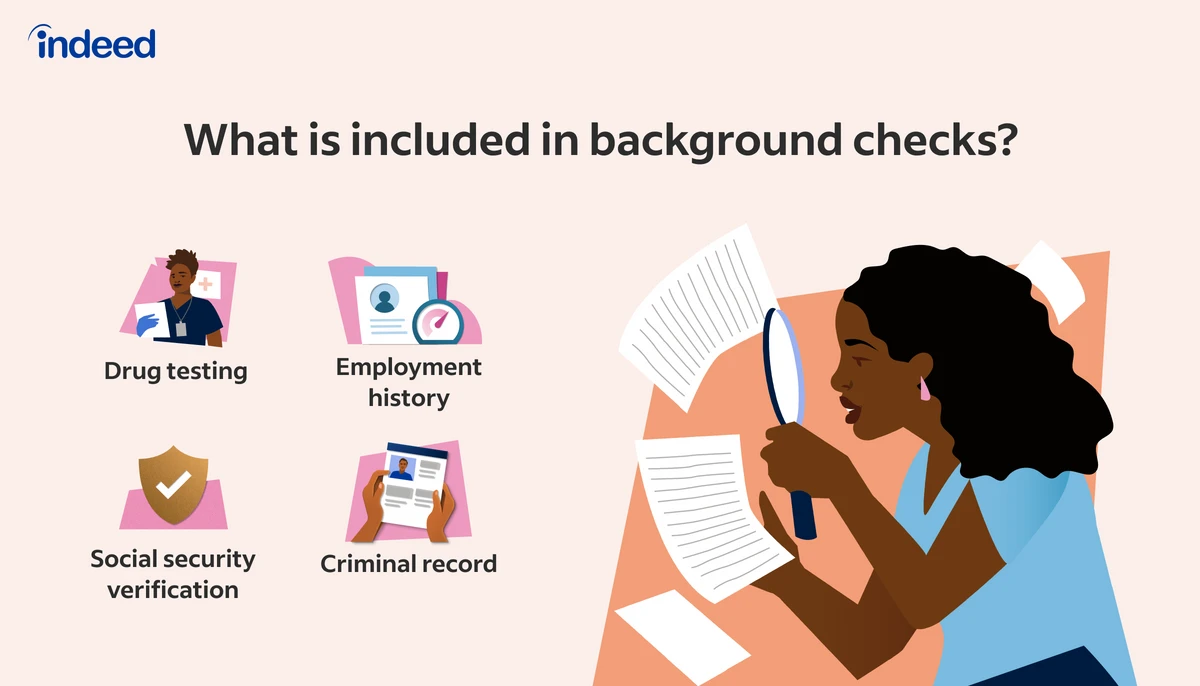 indeed
What is included in background checks?
Drug testing
Employment
history
Social security
verification
Criminal record